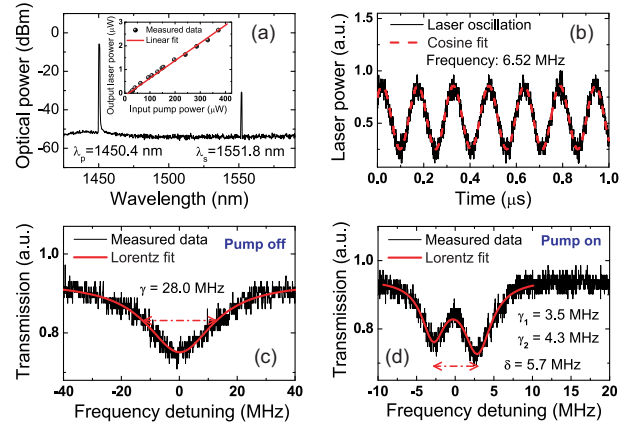 (a)
Measured data
Linear fit
Output laser power (μW)
3
2
1
0
0 100 200 300 400
Input pump power (μW)
Optical power (dBm)
0
-20
-40
-60
λp=1450.4 nm
λs=1551.8 nm
1450 1500 1550
Wavelength (nm)
(b)
Laser oscillation
Cosine fit
Frequency: 6.52 MHz
Laser power (a.u.)
1.5
1.0
0.5
0.0 0.2 0.4 0.6 0.8 1.0
Time (μs)
Measured data
Lorentz fit
Pump off
γ = 28.0 MHz
(c)
Transmission (a.u.)
1.0
0.8
-40 -20 0 20 40
Frequency detuning (MHz)
Measured data
Lorentz fit
Pump on
γ1 = 3.5 MHz
γ2 = 4.3 MHz
δ = 5.7 MHz
(d)
Transmission (a.u.)
1.0
0.8
-10 -5 0 5 10 15 20
Frequency detuning (MHz)